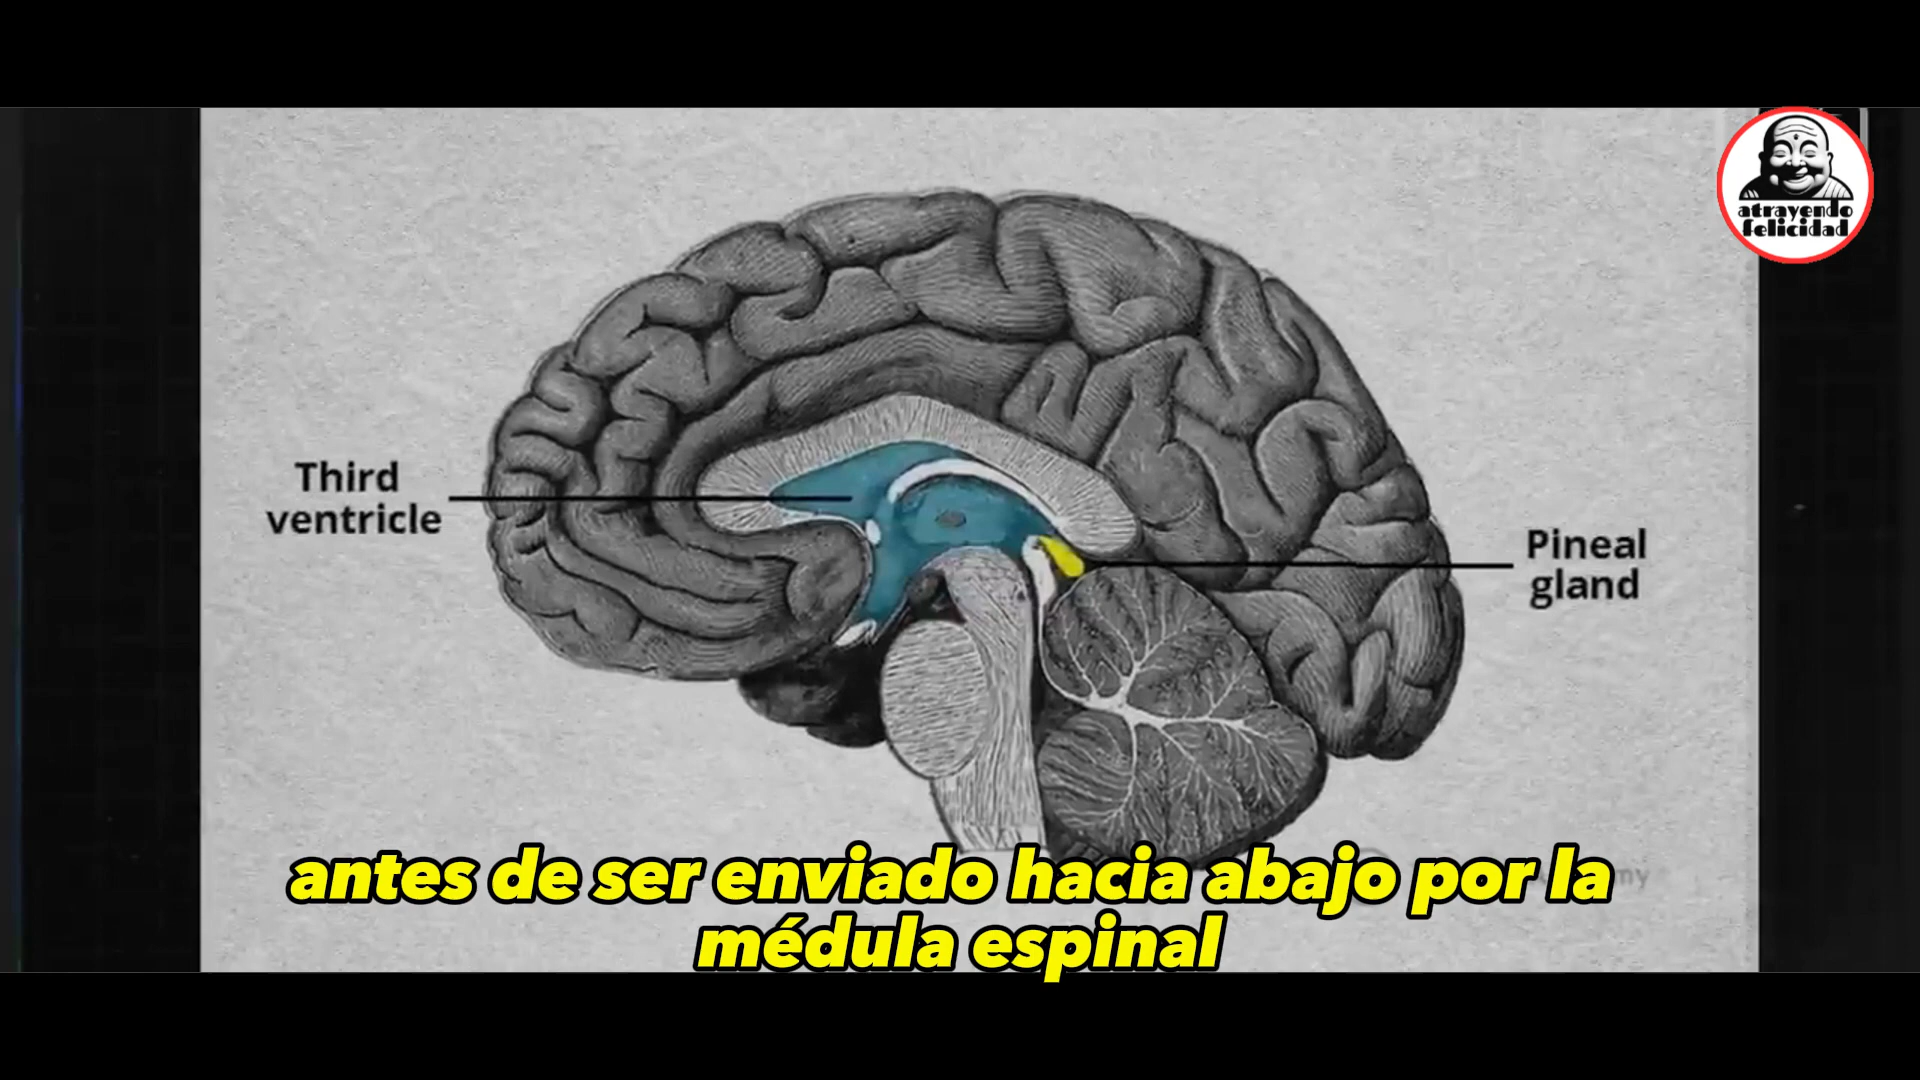 atrayendo
felicidad
Third
ventricle
Pineal
gland
antes de ser enviado hacia abajo por la
médula espinal